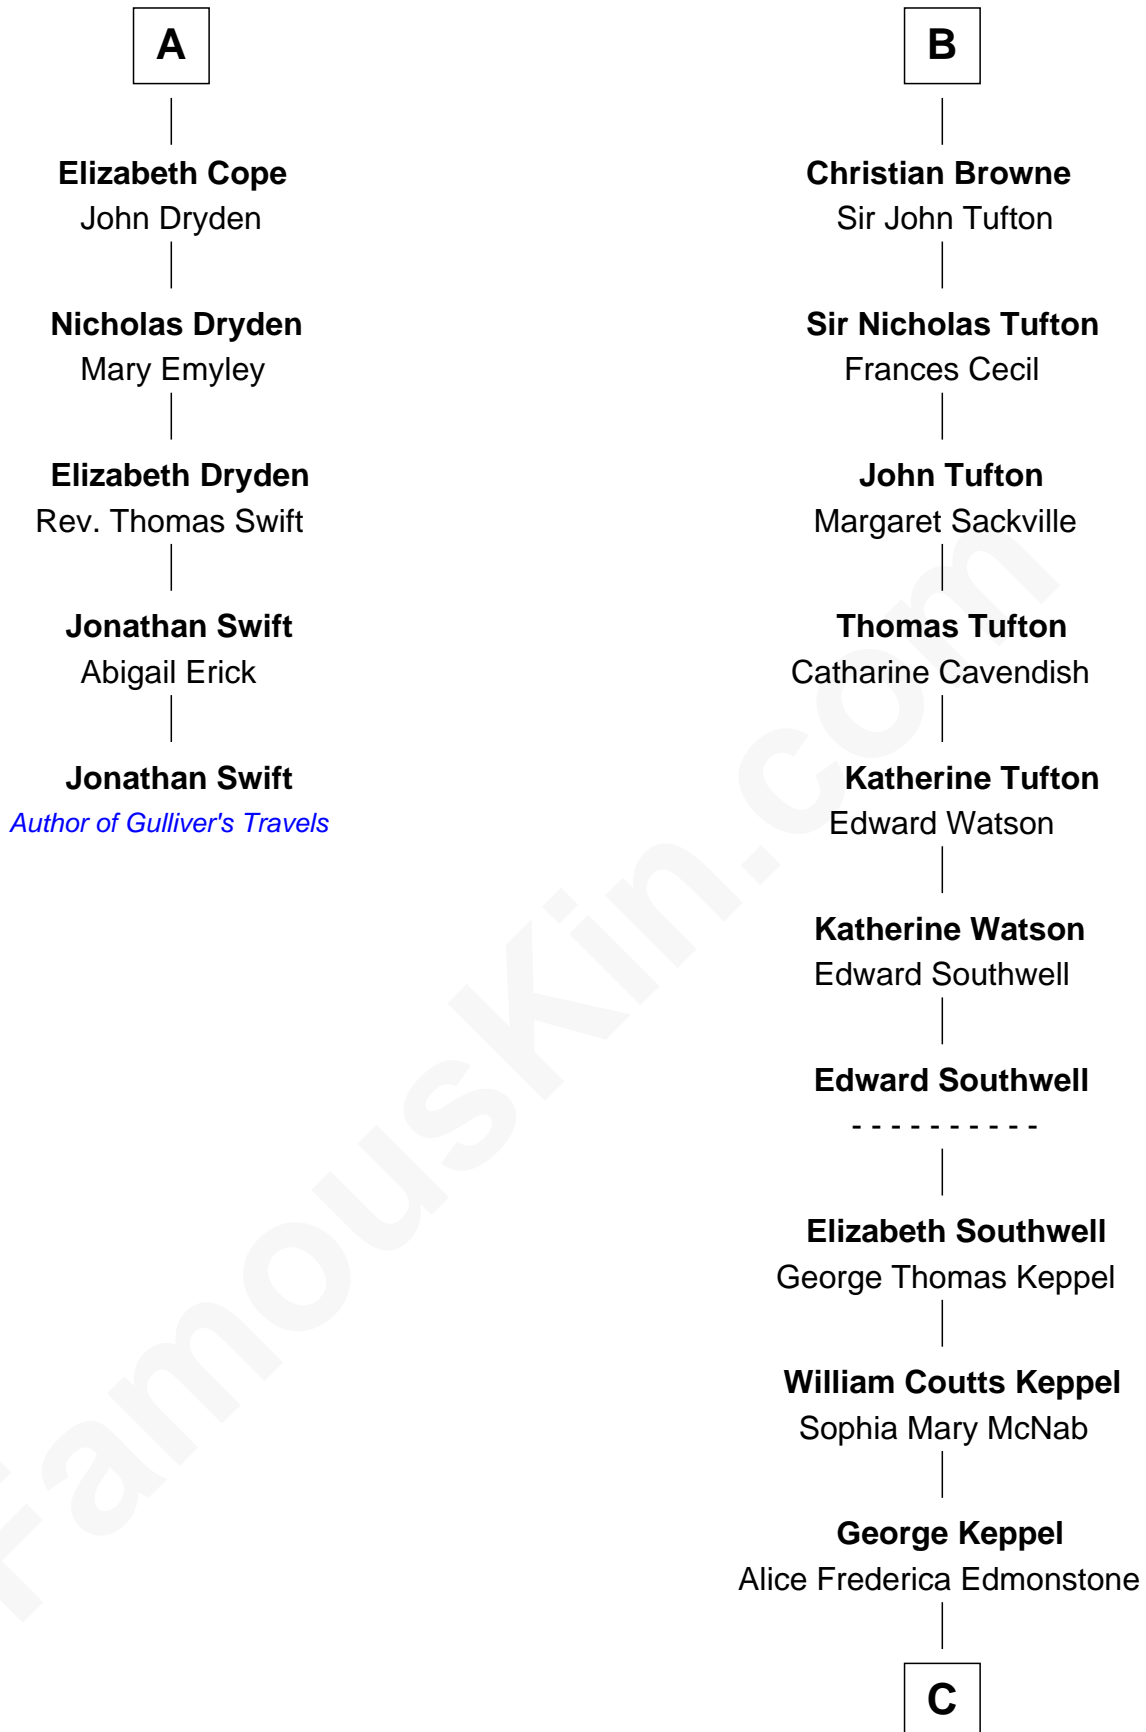 A
Elizabeth Cope
John Dryden
Nicholas Dryden
Mary Emyley
Elizabeth Dryden
Rev. Thomas Swift
Jonathan Swift
Abigail Erick
Jonathan Swift
Author of Gulliver's Travels
B
Christian Browne
Sir John Tufton
Sir Nicholas Tufton
Frances Cecil
John Tufton
Margaret Sackville
Thomas Tufton
Catharine Cavendish
Katherine Tufton
Edward Watson
Katherine Watson
Edward Southwell
Edward Southwell
- - - - - - - - - -
Elizabeth Southwell
George Thomas Keppel
William Coutts Keppel
Sophia Mary McNab
George Keppel
Alice Frederica Edmonstone
C
FamousKin.com